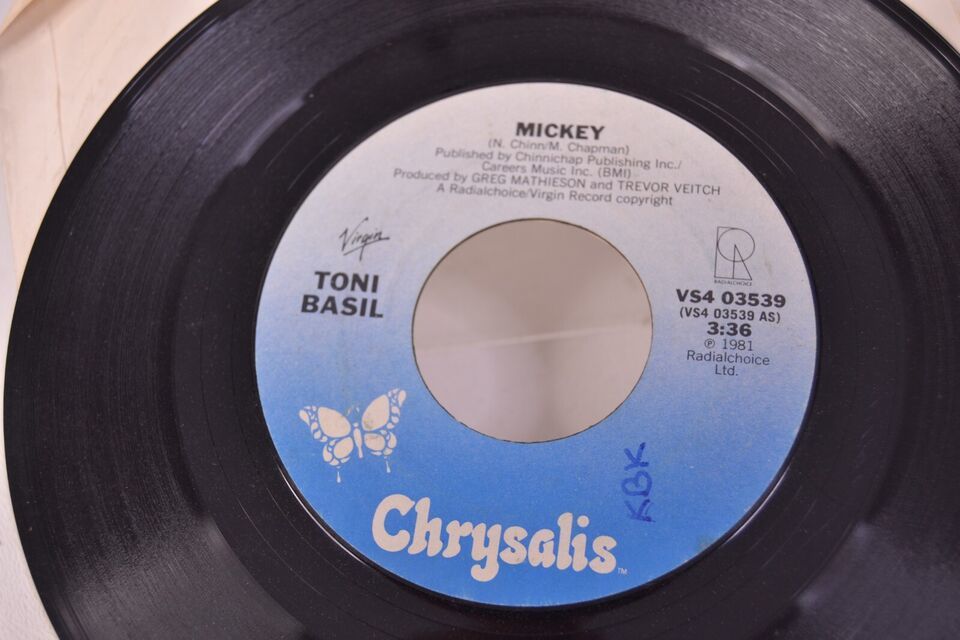 MICKEY
(N. Chinn/M. Chapman)
Published by Chinnichap Publishing Inc./
Careers Music Inc. (BMI)
Produced by GREG MATHIESON and TREVOR VEITCH
A Radialchoice/Virgin Record copyright
Virgin
TONI
BASIL
RADIALCHOICE
VS4 03539
(VS4 03539 AS)
3:36
℗ 1981
Radialchoice
Ltd.
KBK
Chrysalis™